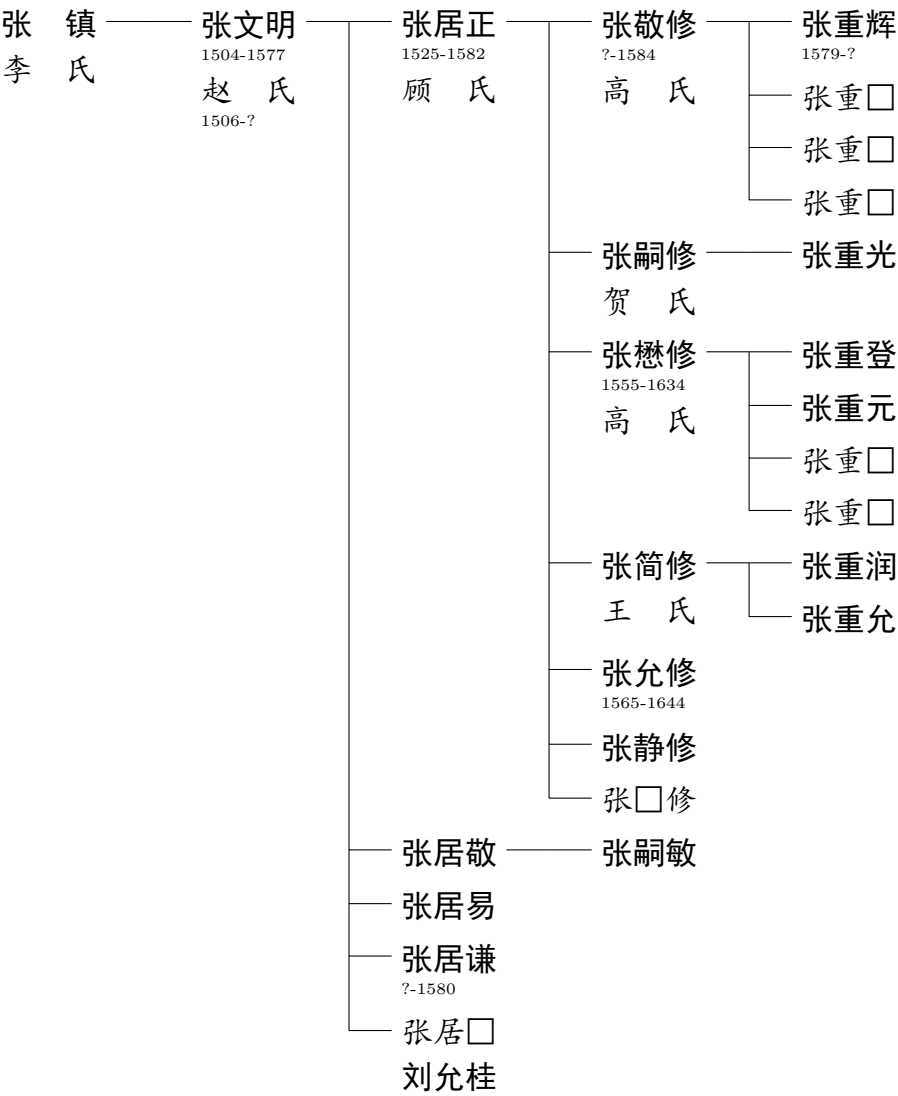 张 镇 张文明 张居正 张敬修 张重辉
1504-1577 1525-1582 ?-1584 1579-?
李 氏 赵 氏 顾 氏 高 氏 张重□
1506-?
张重□
张重□
张嗣修 张重光
贺 氏
张懋修 张重登
1555-1634
高 氏 张重元
张重□
张重□
张简修 张重润
王 氏 张重允
张允修
1565-1644
张静修
张□修
张居敬 张嗣敏
张居易
张居谦
?-1580
张居□
刘允桂